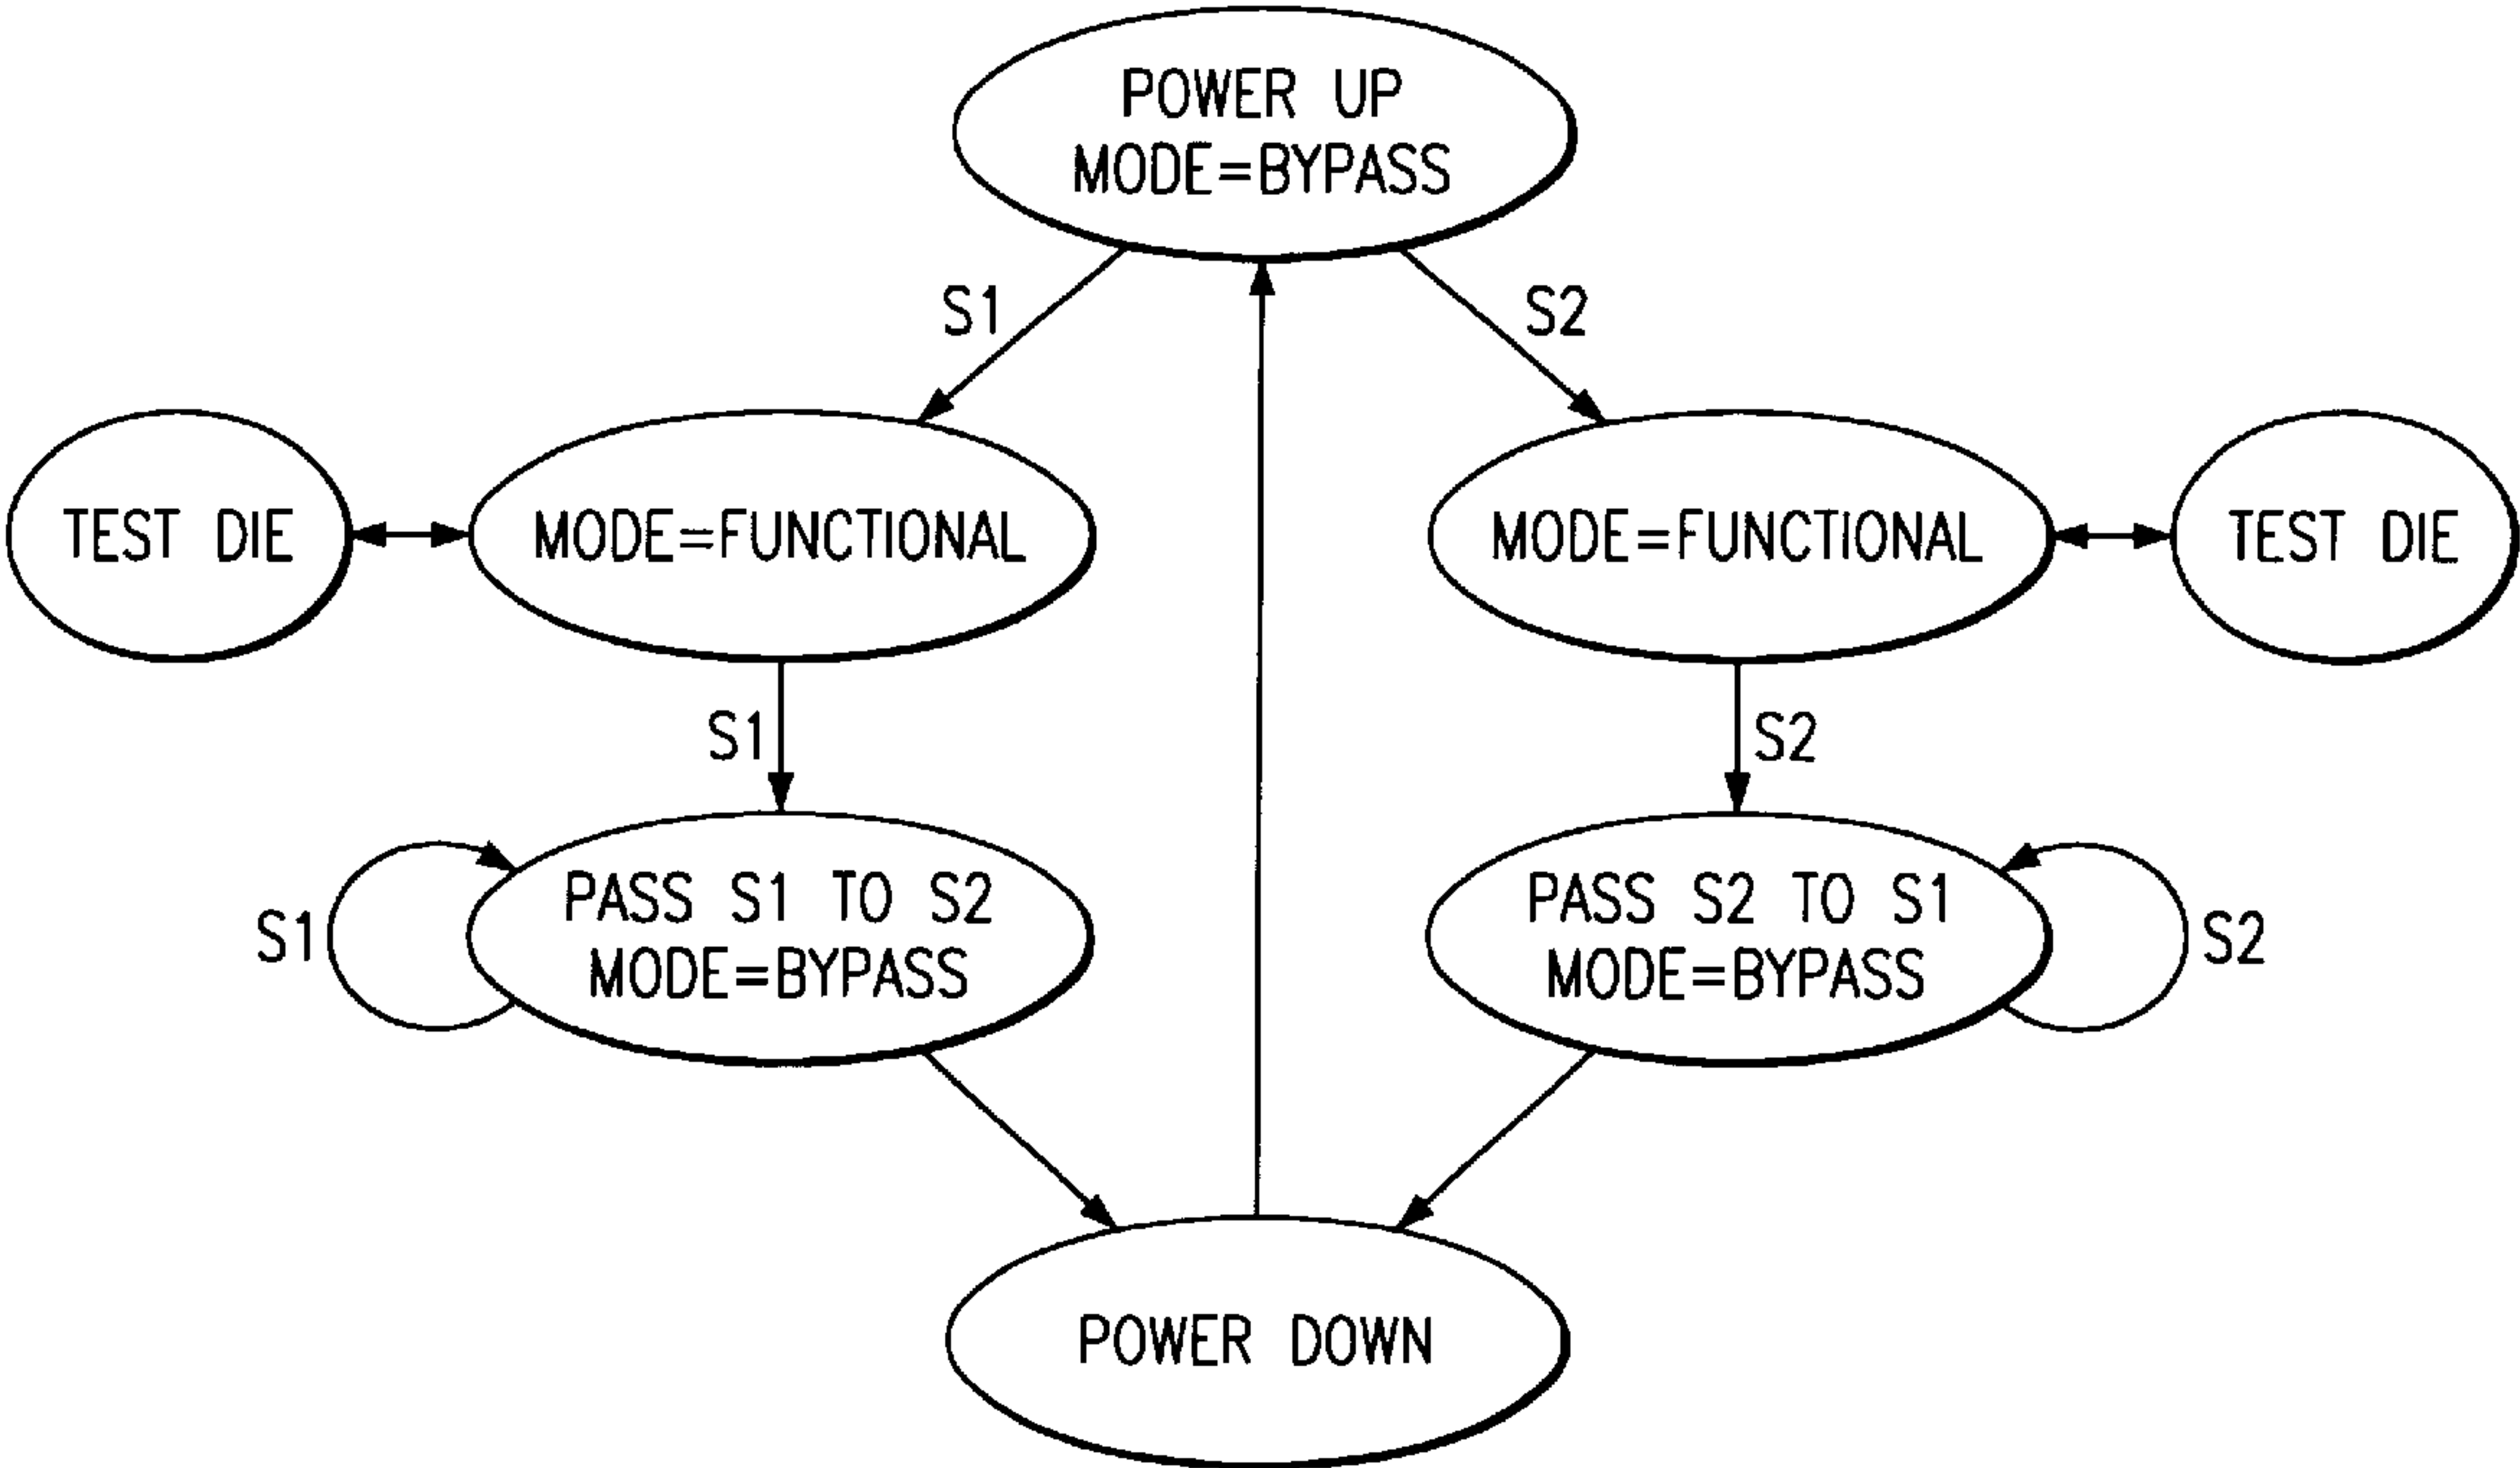 POWER UP
MODE=BYPASS
S1
S2
TEST DIE
MODE=FUNCTIONAL
MODE=FUNCTIONAL
TEST DIE
S1
S2
S1
PASS S1 TO S2
MODE=BYPASS
PASS S2 TO S1
MODE=BYPASS
S2
POWER DOWN